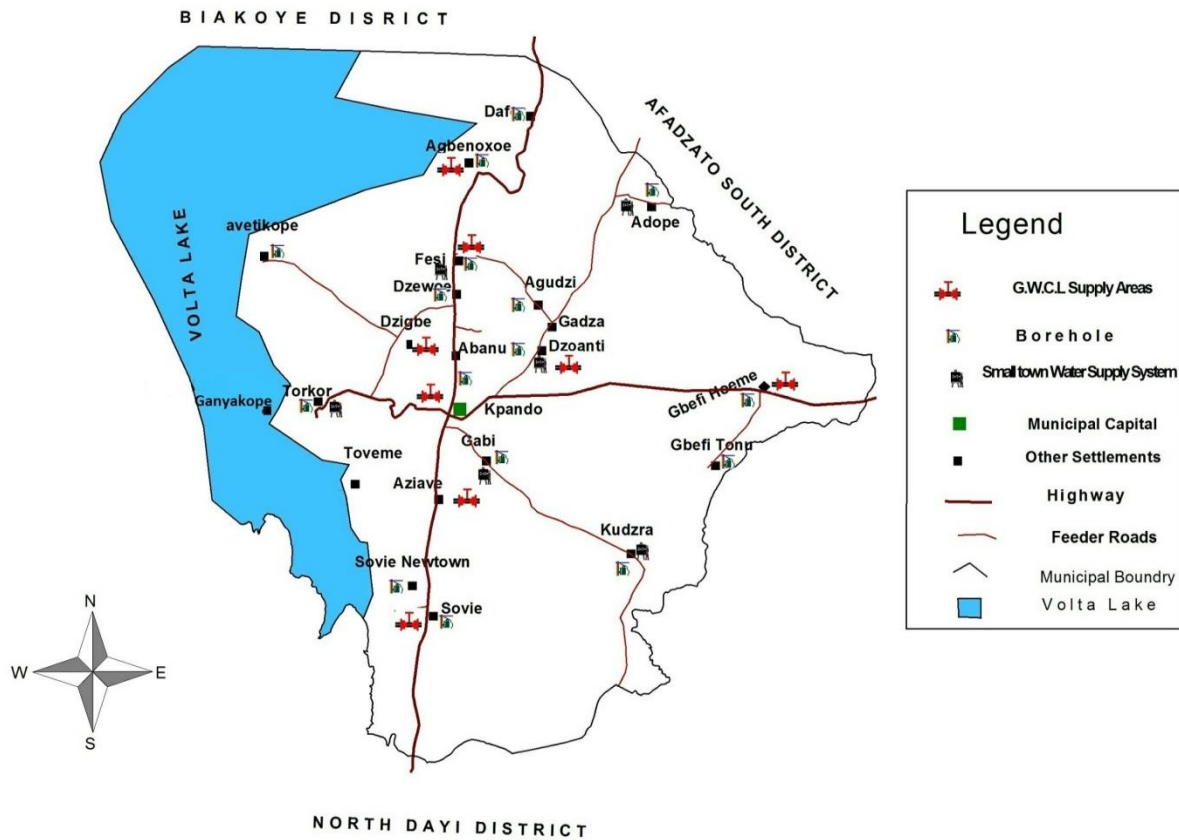 BIAKOYE DISRICT
Daf
Agbenoxoe
AFADZATO SOUTH DISTRICT
VOLTA LAKE
avetikope
Adope
Fesi
Dzewoe
Agudzi
Dzigbe
Gadza
Abanu
Dzoanti
Gbefi Hoeme
Torkor
Ganyakope
Kpando
Gabi
Gbefi Tonu
Toveme
Aziave
Kudzra
Sovie Newtown
Sovie
N
W
E
S
NORTH DAYI DISTRICT
Legend
G.W.C.L Supply Areas
Borehole
Small town Water Supply System
Municipal Capital
Other Settlements
Highway
Feeder Roads
Municipal Boundry
Volta Lake